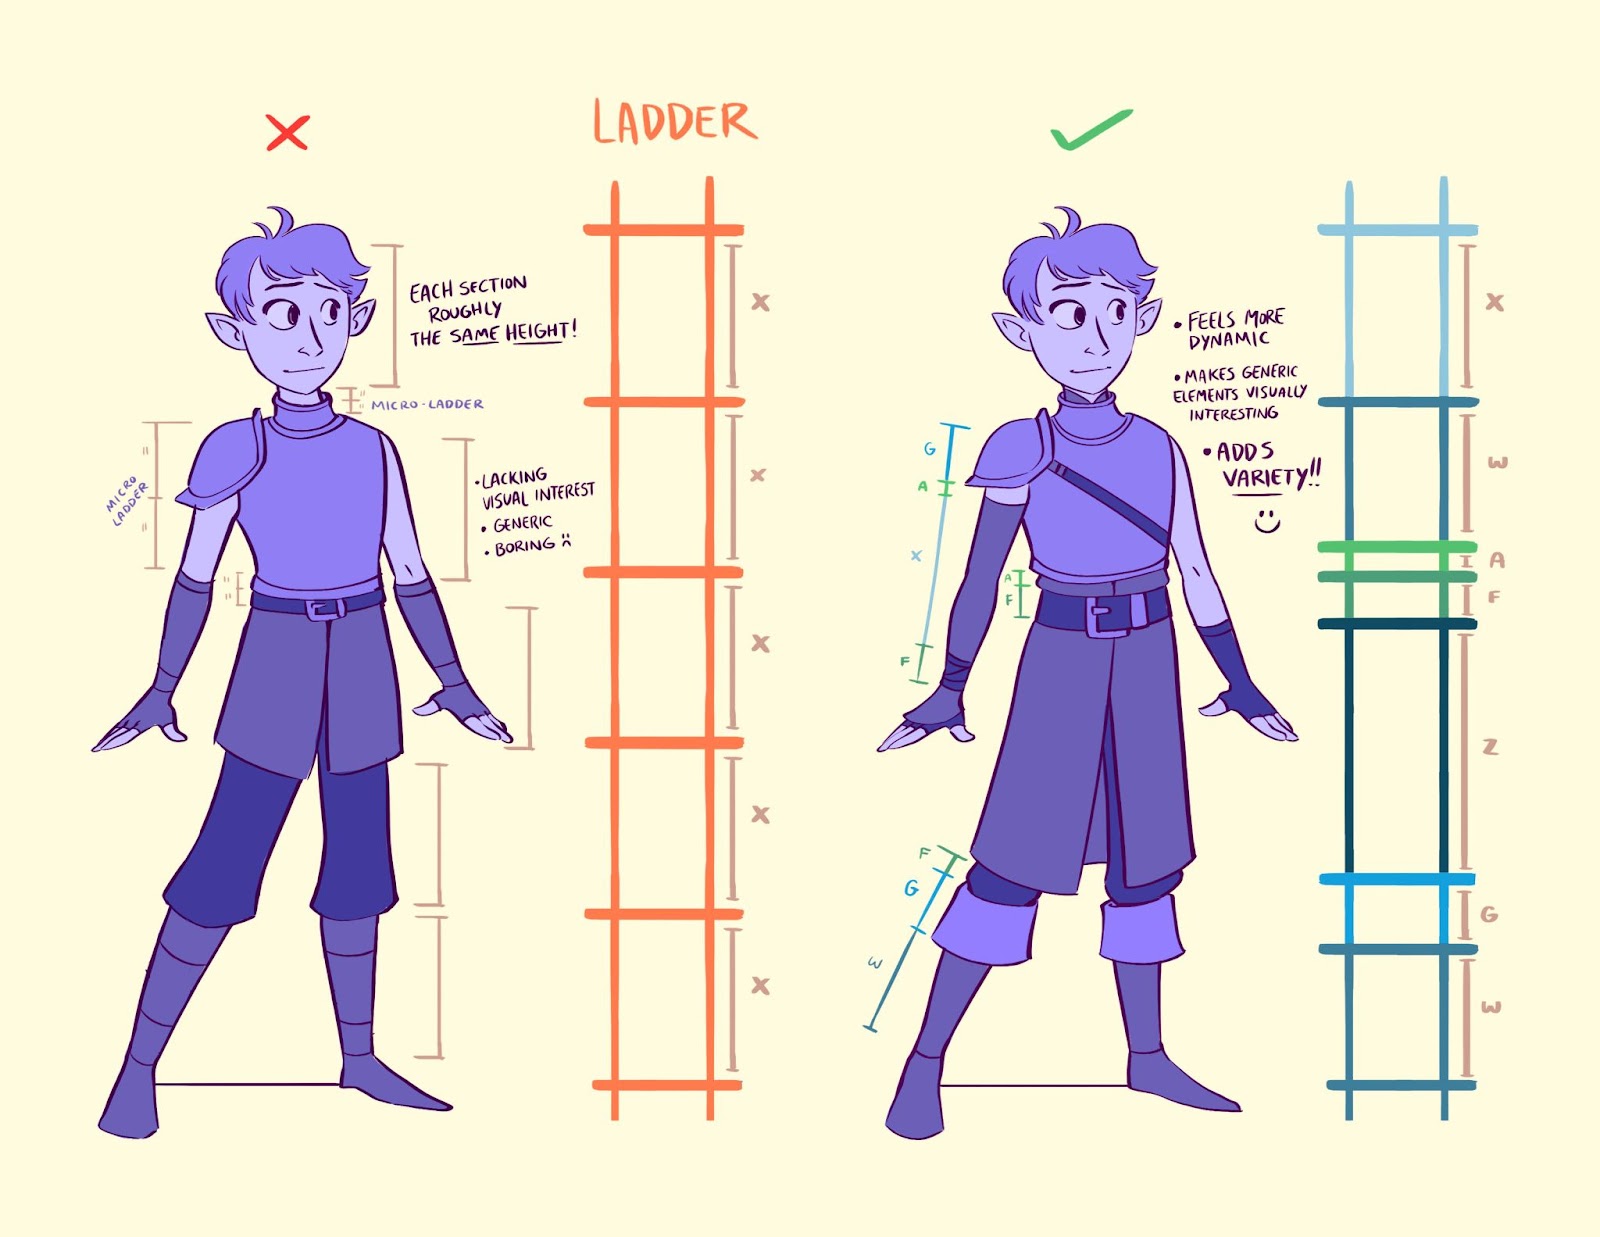 LADDER
EACH SECTION
ROUGHLY
THE SAME HEIGHT!
MICRO-LADDER
MICRO
LADDER
• LACKING
VISUAL INTEREST
• GENERIC
• BORING
X
X
X
X
X
• FEELS MORE
DYNAMIC
• MAKES GENERIC
ELEMENTS VISUALLY
INTERESTING
• ADDS
VARIETY!!
G
A
X
F
A
F
F
G
W
X
W
A
F
Z
G
W